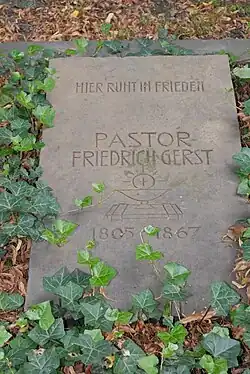 HIER RUHT IN FRIEDEN
PASTOR
FRIEDRICH GERST
1805 1867